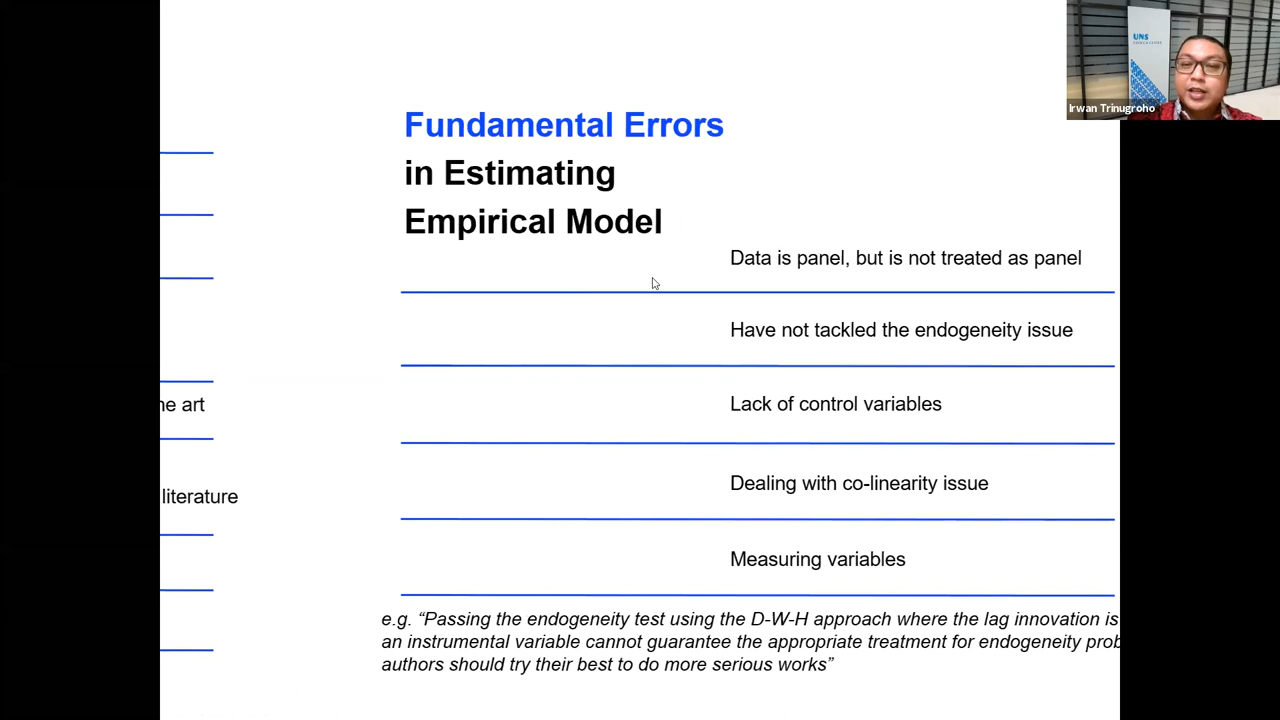 UNS
Irwan Trinugroho
Fundamental Errors
in Estimating
Empirical Model
Data is panel, but is not treated as panel
Have not tackled the endogeneity issue
Lack of control variables
Dealing with co-linearity issue
Measuring variables
e.g. “Passing the endogeneity test using the D-W-H approach where the lag innovation is
an instrumental variable cannot guarantee the appropriate treatment for endogeneity prob
authors should try their best to do more serious works”
ne art
literature